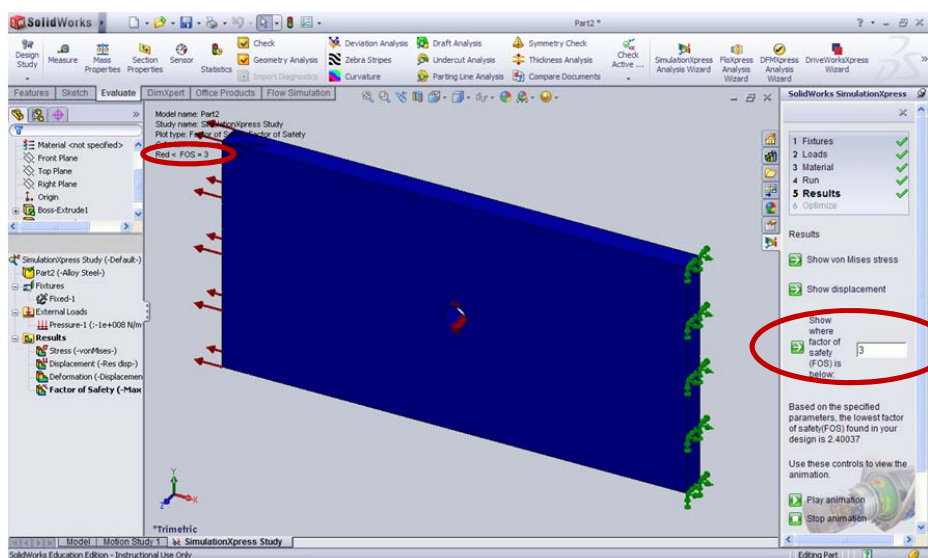 SolidWorks
Part2 *
Design Study
Measure
Mass Properties
Section Properties
Sensor
Statistics
Check
Geometry Analysis
Import Diagnostics
Deviation Analysis
Zebra Stripes
Curvature
Draft Analysis
Undercut Analysis
Parting Line Analysis
Symmetry Check
Thickness Analysis
Compare Documents
Check Active ...
SimulationXpress Analysis Wizard
FloXpress Analysis Wizard
DFMXpress Analysis Wizard
DriveWorksXpress Wizard
Features Sketch Evaluate DimXpert Office Products Flow Simulation
SolidWorks SimulationXpress
Material <not specified>
Front Plane
Top Plane
Right Plane
Origin
Boss-Extrude1
SimulationXpress Study (-Default-)
Part2 (-Alloy Steel-)
Fixtures
Fixed-1
External Loads
Pressure-1 (:-1e+008 N/m
Results
Stress (-vonMises-)
Displacement (-Res disp-)
Deformation (-Displacemen
Factor of Safety (-Max
Model name: Part2
Study name: SimulationXpress Study
Plot type: Factor of Safety Factor of Safety
Red < FOS = 3
Y
X
Z
*Trimetric
1 Fixtures
2 Loads
3 Material
4 Run
5 Results
6 Optimize
Results
Show von Mises stress
Show displacement
Show
where
factor of
safety
(FOS) is
below:
3
Based on the specified
parameters, the lowest factor
of safety(FOS) found in your
design is 2.40037
Use these controls to view the
animation.
Play animation
Stop animation
Model Motion Study 1 SimulationXpress Study
SolidWorks Education Edition - Instructional Use Only
Editing Part